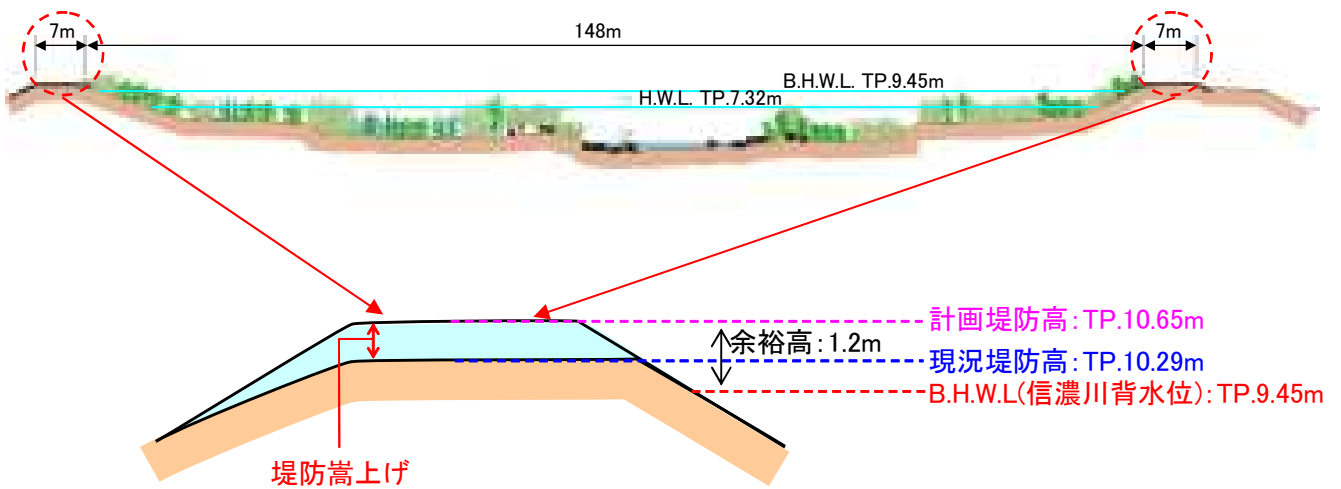 7m
148m
7m
B.H.W.L. TP.9.45m
H.W.L. TP.7.32m
計画堤防高:TP.10.65m
余裕高:1.2m
現況堤防高:TP.10.29m
B.H.W.L(信濃川背水位):TP.9.45m
堤防嵩上げ